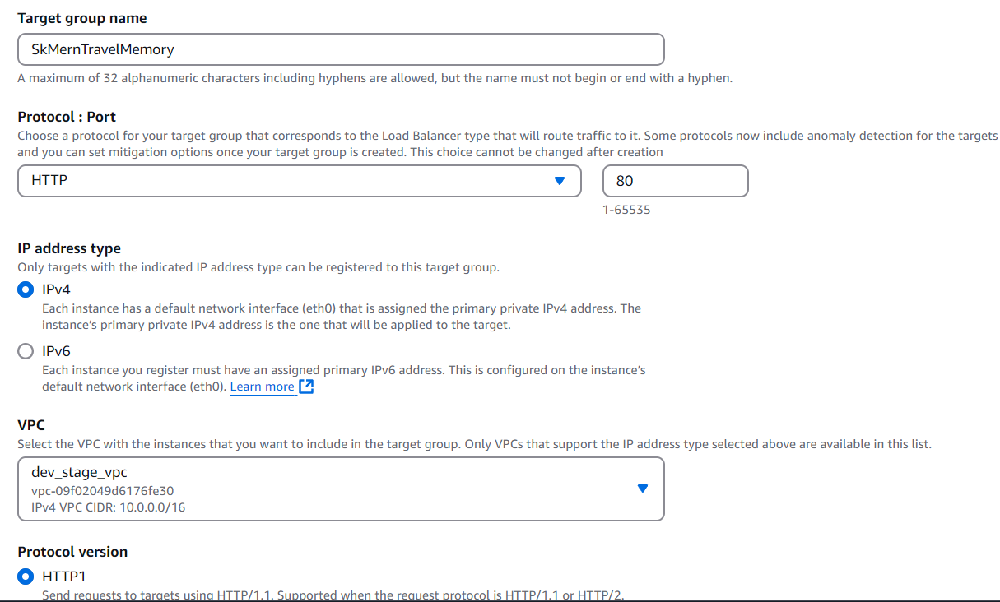 Target group name
SkMernTravelMemory
A maximum of 32 alphanumeric characters including hyphens are allowed, but the name must not begin or end with a hyphen.
Protocol : Port
Choose a protocol for your target group that corresponds to the Load Balancer type that will route traffic to it. Some protocols now include anomaly detection for the targets
and you can set mitigation options once your target group is created. This choice cannot be changed after creation
HTTP
80
1-65535
IP address type
Only targets with the indicated IP address type can be registered to this target group.
IPv4
Each instance has a default network interface (eth0) that is assigned the primary private IPv4 address. The
instance's primary private IPv4 address is the one that will be applied to the target.
IPv6
Each instance you register must have an assigned primary IPv6 address. This is configured on the instance's
default network interface (eth0). Learn more
VPC
Select the VPC with the instances that you want to include in the target group. Only VPCs that support the IP address type selected above are available in this list.
dev_stage_vpc
vpc-09f02049d6176fe30
IPv4 VPC CIDR: 10.0.0.0/16
Protocol version
HTTP1
Send requests to targets using HTTP/1.1. Supported when the request protocol is HTTP/1.1 or HTTP/2.